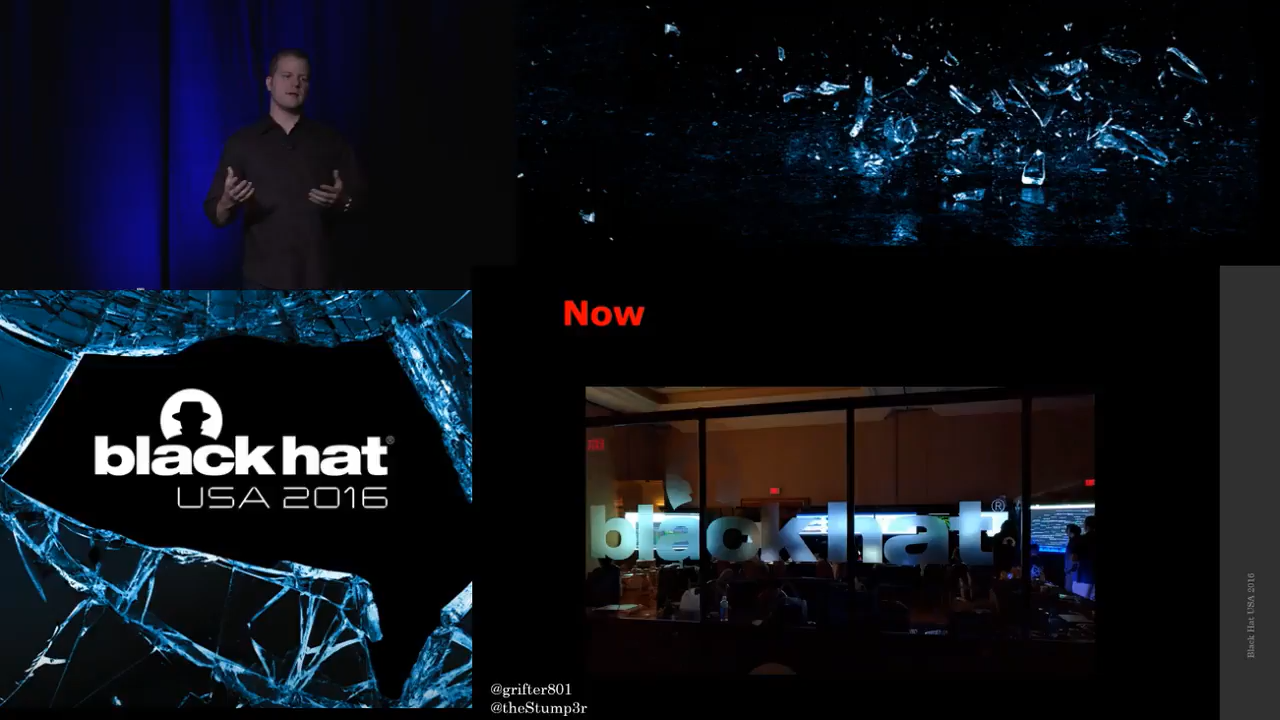 Now
black hat®
USA 2016
blackhat®
@grifter801
@theStump3r
Black Hat USA 2016